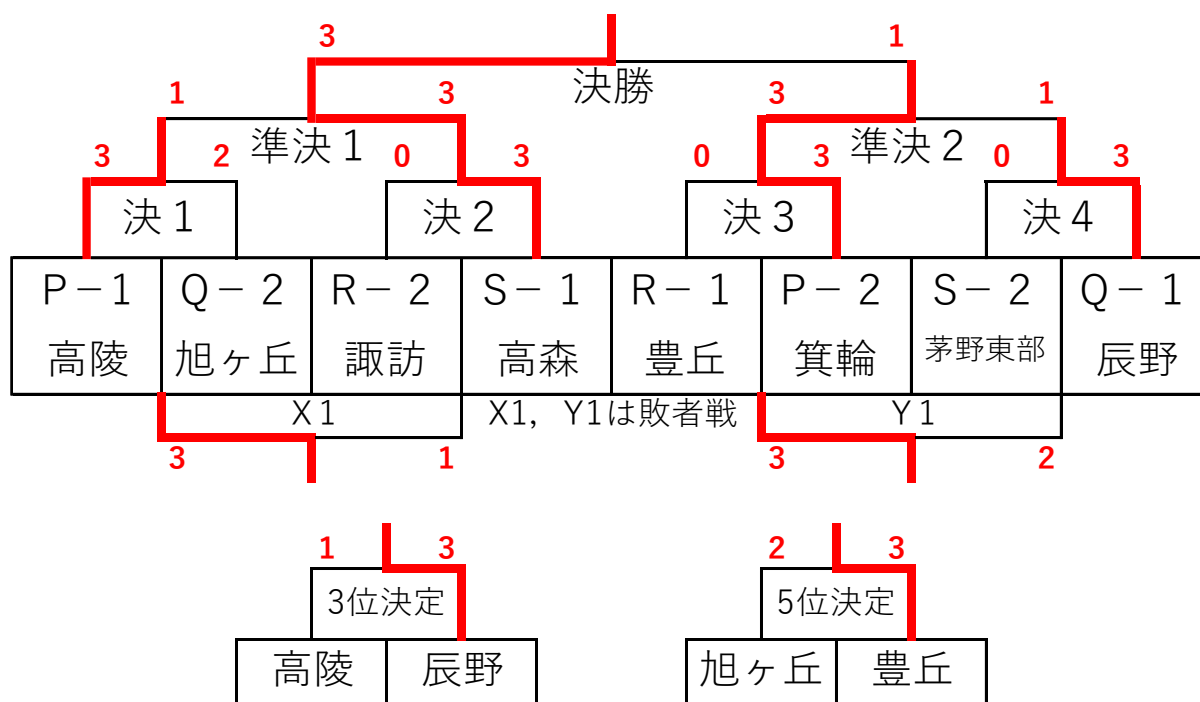 3 1
決勝
1 3 3 1
準決1 準決2
3 2 0 3 0 3 0 3
決1 決2 決3 決4
P-1 Q-2 R-2 S-1 R-1 P-2 S-2 Q-1
高陵 旭ヶ丘 諏訪 高森 豊丘 箕輪 茅野東部 辰野
X1 X1, Y1は敗者戦 Y1
3 1 3 2
1 3 2 3
3位決定 5位決定
高陵 辰野 旭ヶ丘 豊丘